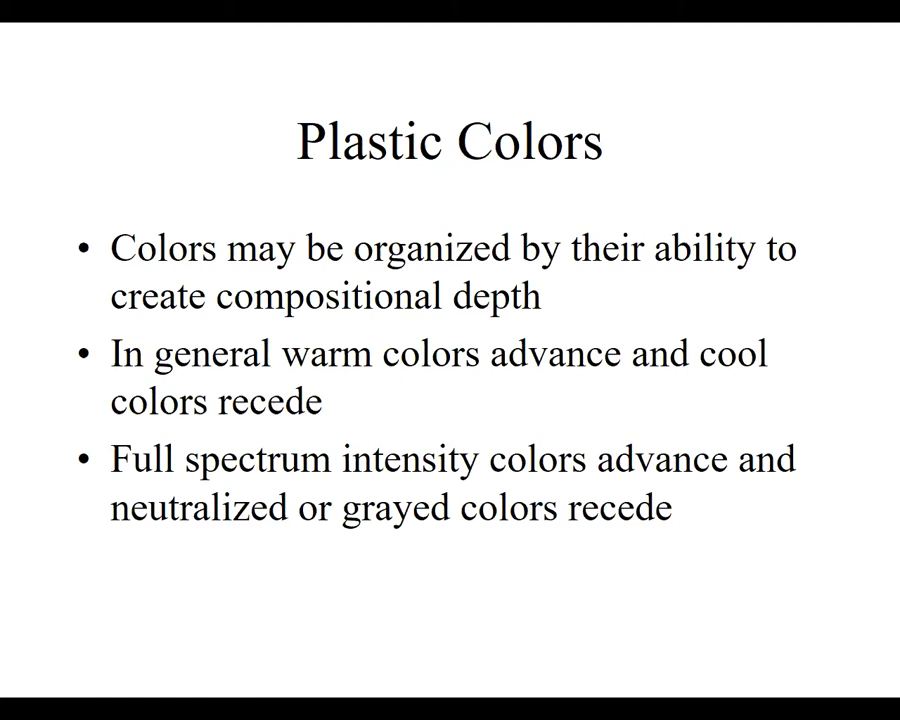 Plastic Colors
• Colors may be organized by their ability to
create compositional depth
• In general warm colors advance and cool
colors recede
• Full spectrum intensity colors advance and
neutralized or grayed colors recede